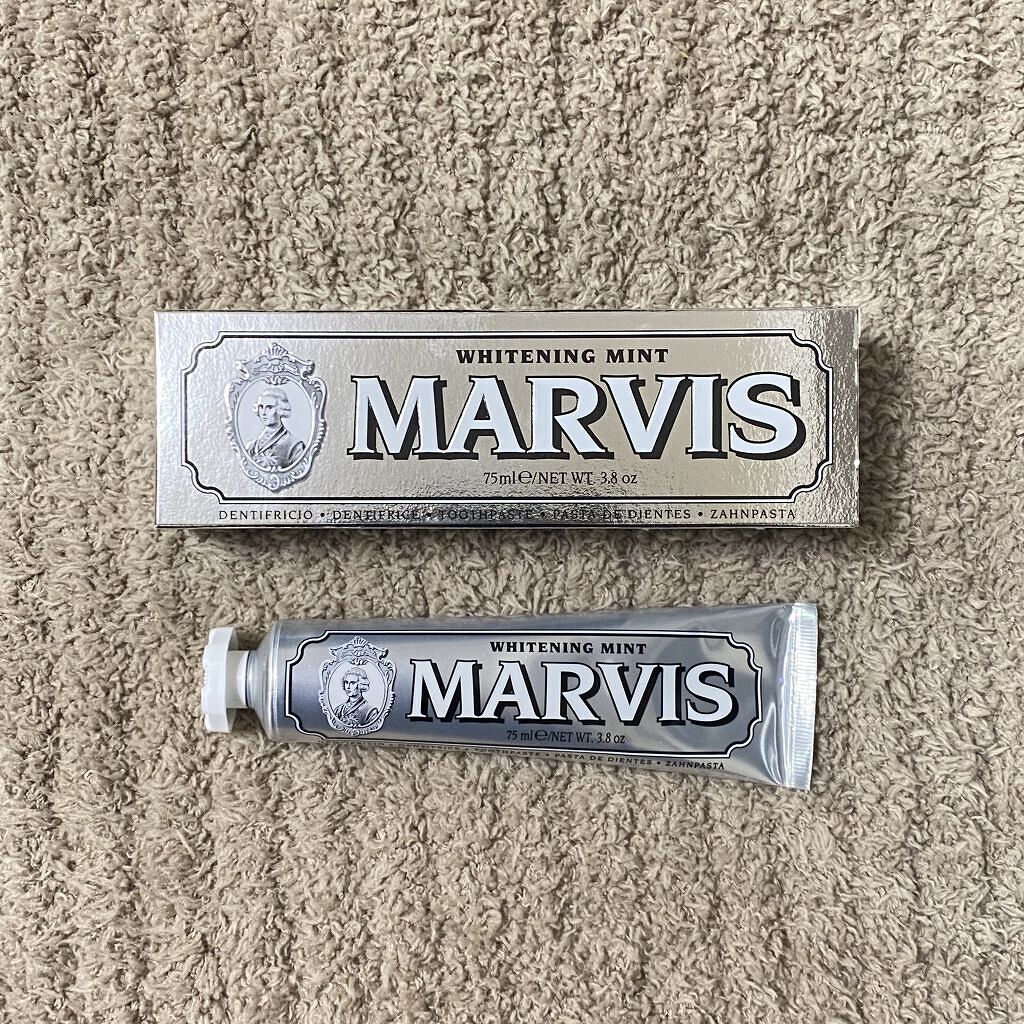 WHITENING MINT
MARVIS
75ml℮/NET WT. 3.8 oz
DENTIFRICIO • DENTIFRICE • TOOTHPASTE • PASTA DE DIENTES • ZAHNPASTA
WHITENING MINT
MARVIS
75 ml℮/NET WT. 3.8 oz
TOOTHPASTE • PASTA DE DIENTES • ZAHNPASTA